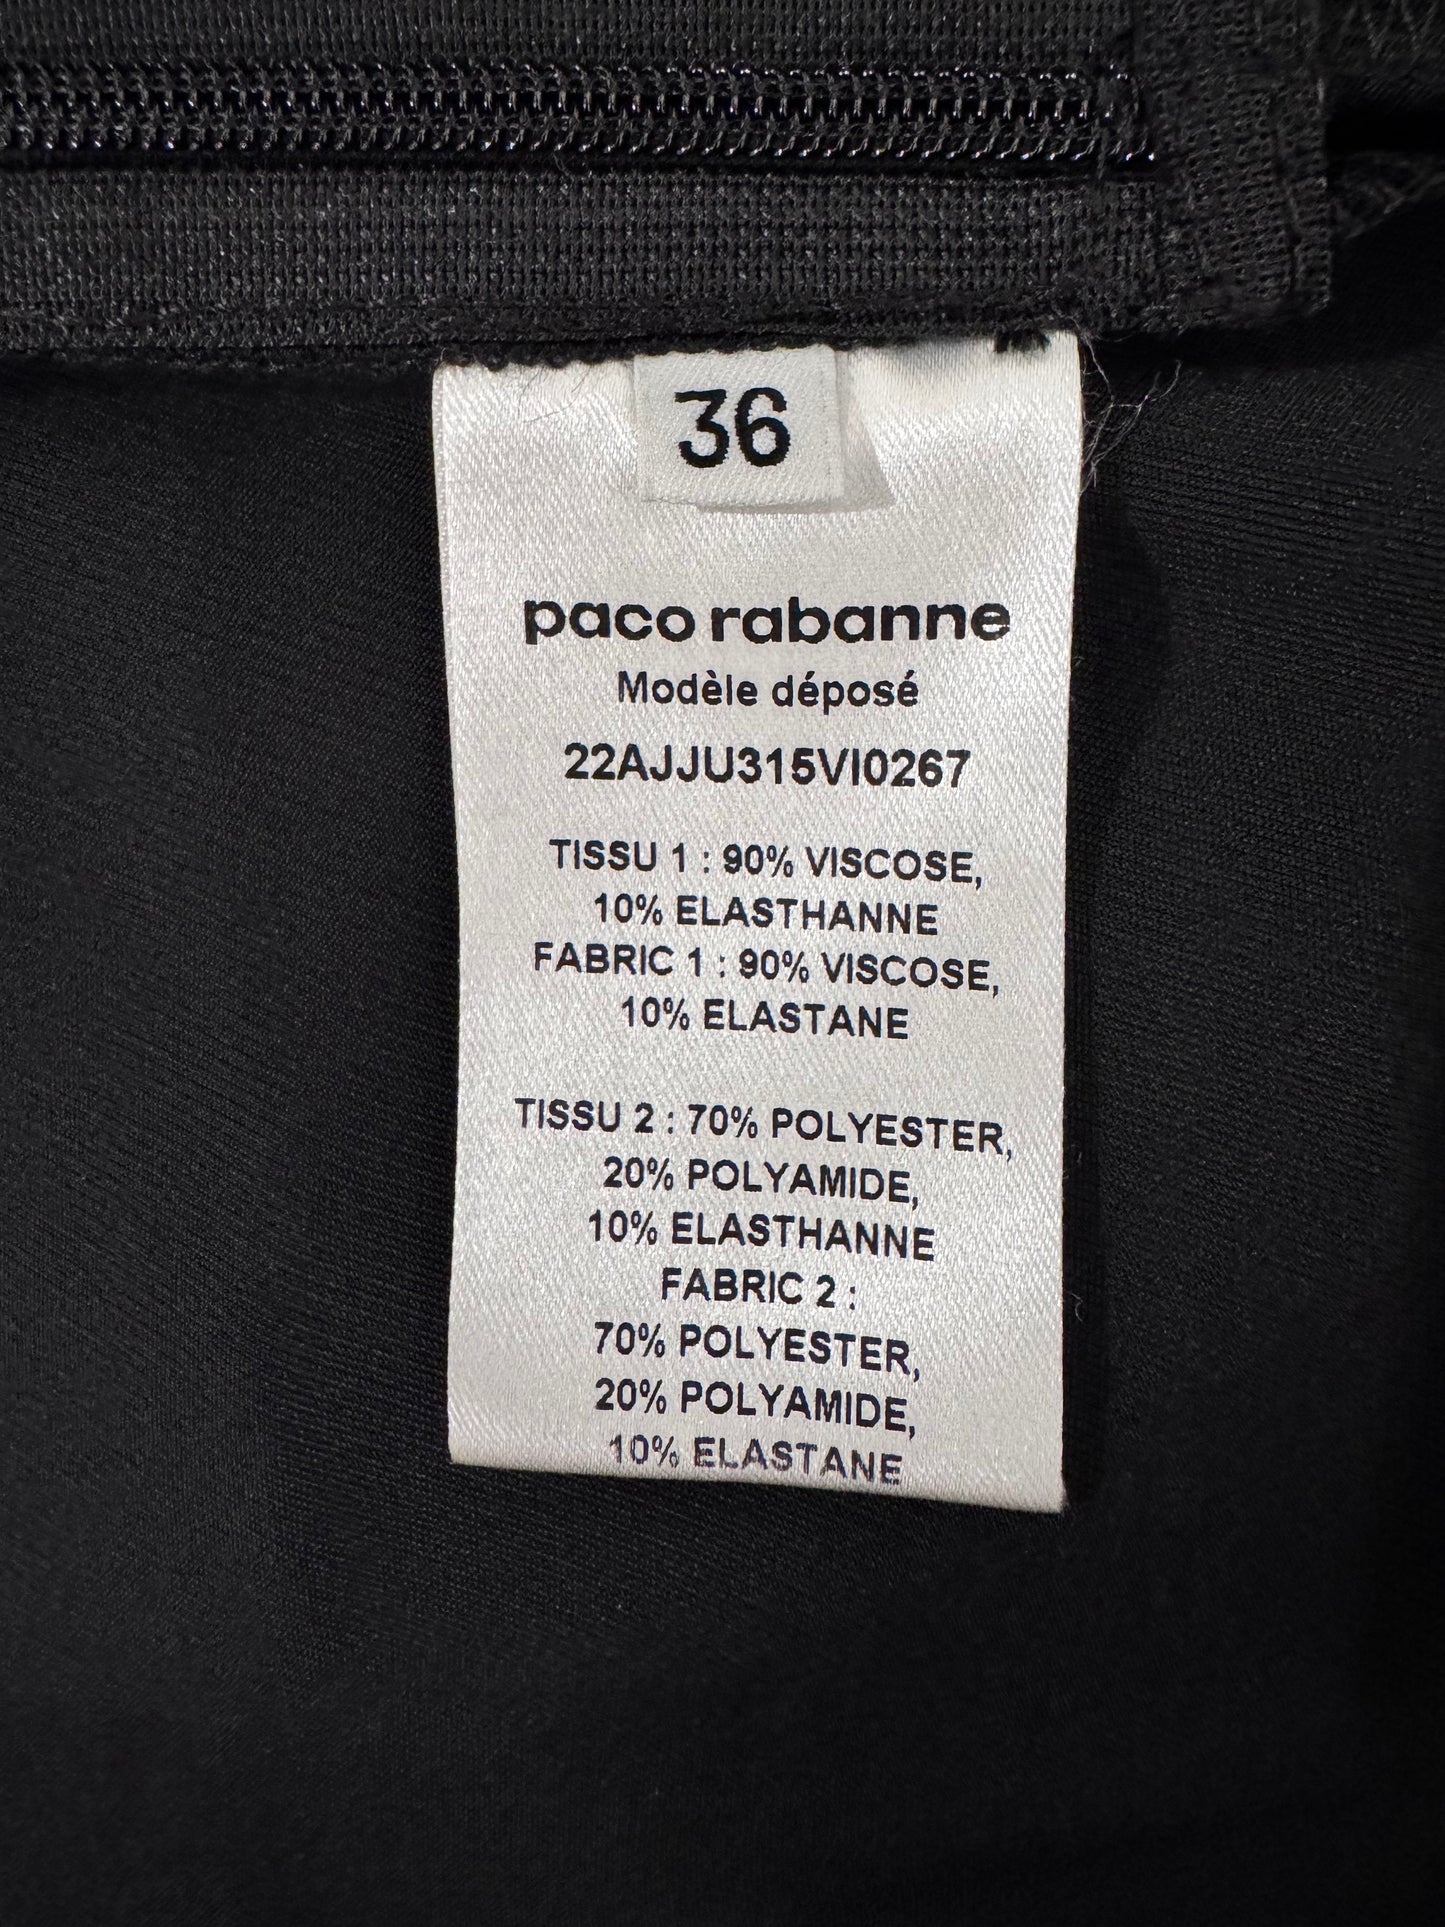 36
paco rabanne
Modèle déposé
22AJJU315VI0267
TISSU 1 : 90% VISCOSE,
10% ELASTHANNE
FABRIC 1 : 90% VISCOSE,
10% ELASTANE
TISSU 2 : 70% POLYESTER,
20% POLYAMIDE,
10% ELASTHANNE
FABRIC 2 :
70% POLYESTER,
20% POLYAMIDE,
10% ELASTANE